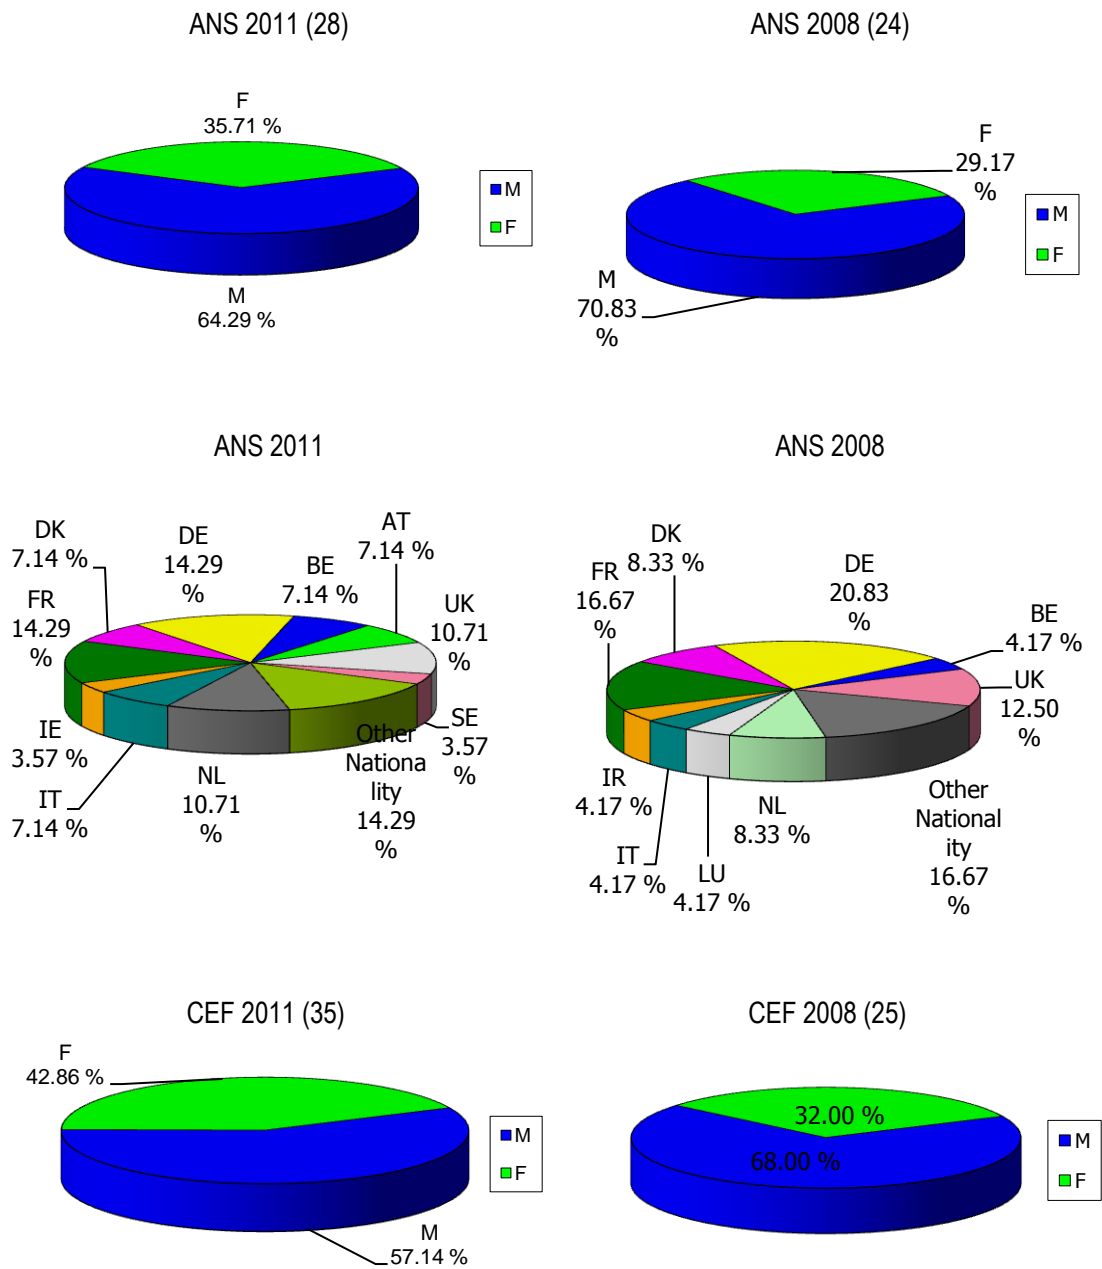 ANS 2011 (28)
F
35.71 %
M
F
M
64.29 %
ANS 2008 (24)
F
29.17
%
M
F
M
70.83
%
ANS 2011
DK
7.14 %
DE
14.29
%
BE
7.14 %
AT
7.14 %
UK
10.71
%
FR
14.29
%
IE
3.57 %
IT
7.14 %
NL
10.71
%
Other
Nationa
lity
14.29
%
SE
3.57
%
ANS 2008
DK
8.33 %
FR
16.67
%
DE
20.83
%
BE
4.17 %
UK
12.50
%
IR
4.17 %
IT
4.17 %
LU
4.17 %
NL
8.33 %
Other
National
ity
16.67
%
CEF 2011 (35)
F
42.86 %
M
F
M
57.14 %
CEF 2008 (25)
32.00 %
68.00 %
M
F